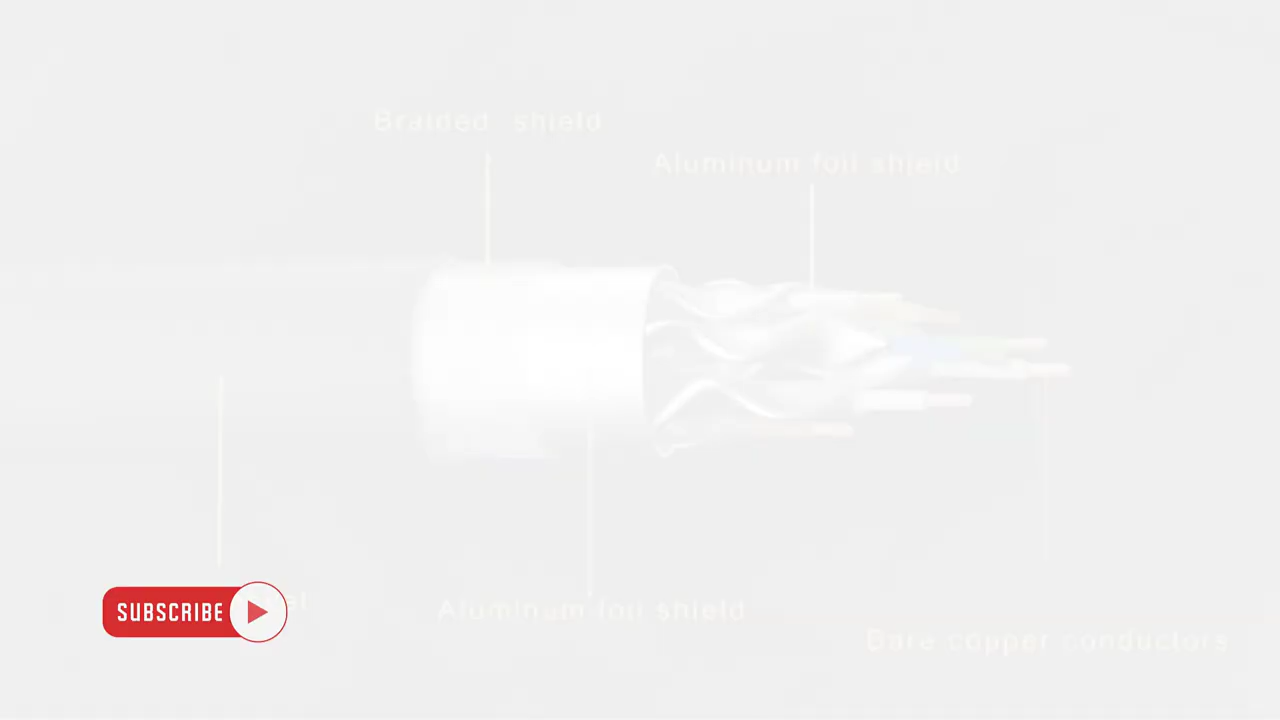 Braided shield
Aluminum foil shield
SUBSCRIBE
Aluminum foil shield
Bare copper conductors